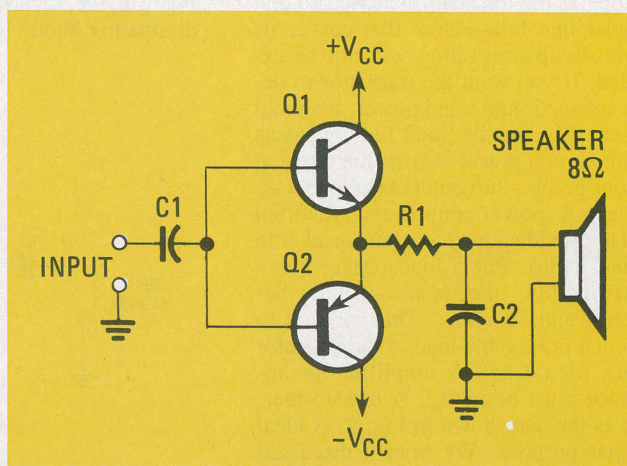 +VCC
Q1
SPEAKER
8Ω
C1
R1
INPUT
Q2
C2
-VCC